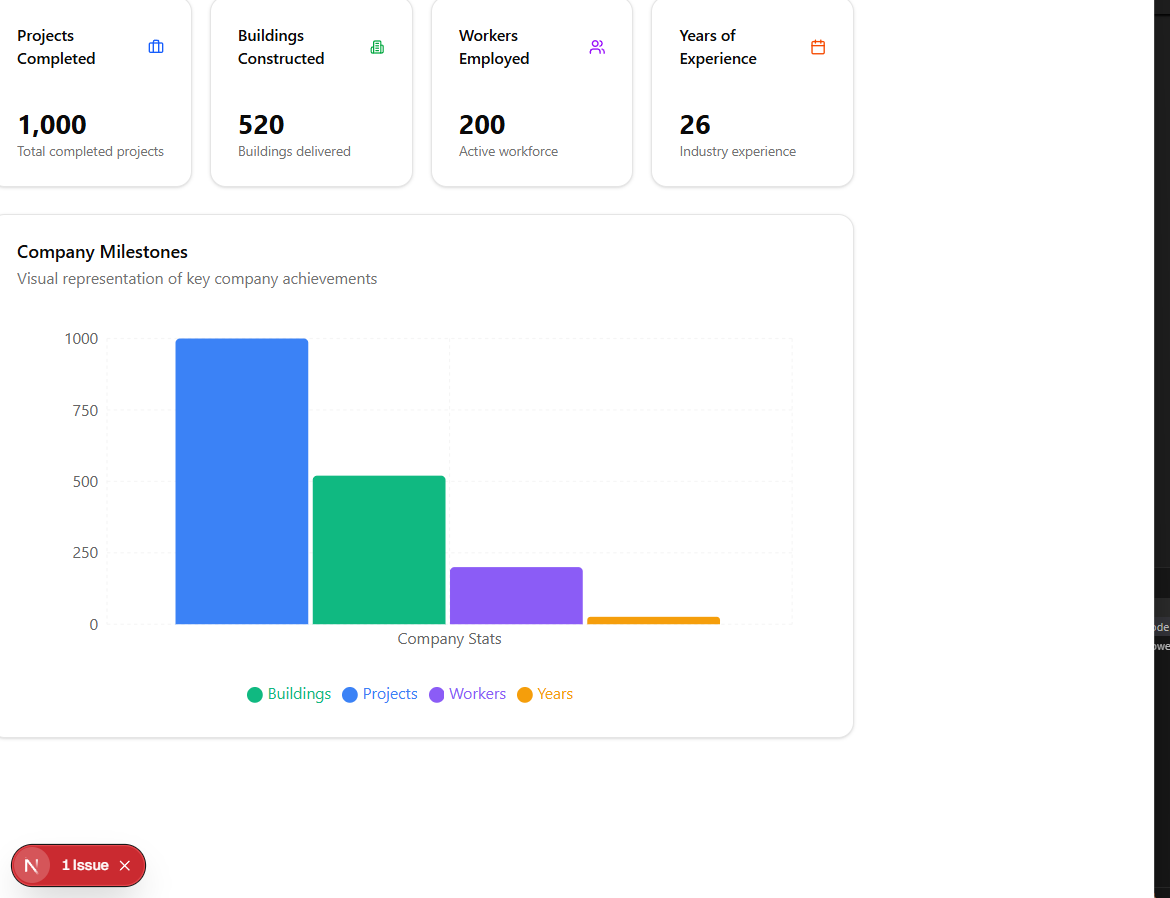 Projects
Completed
Buildings
Constructed
Workers
Employed
Years of
Experience
1,000
520
200
26
Total completed projects
Buildings delivered
Active workforce
Industry experience
Company Milestones
Visual representation of key company achievements
1000
750
500
250
0
Company Stats
Buildings
Projects
Workers
Years
N
1 Issue